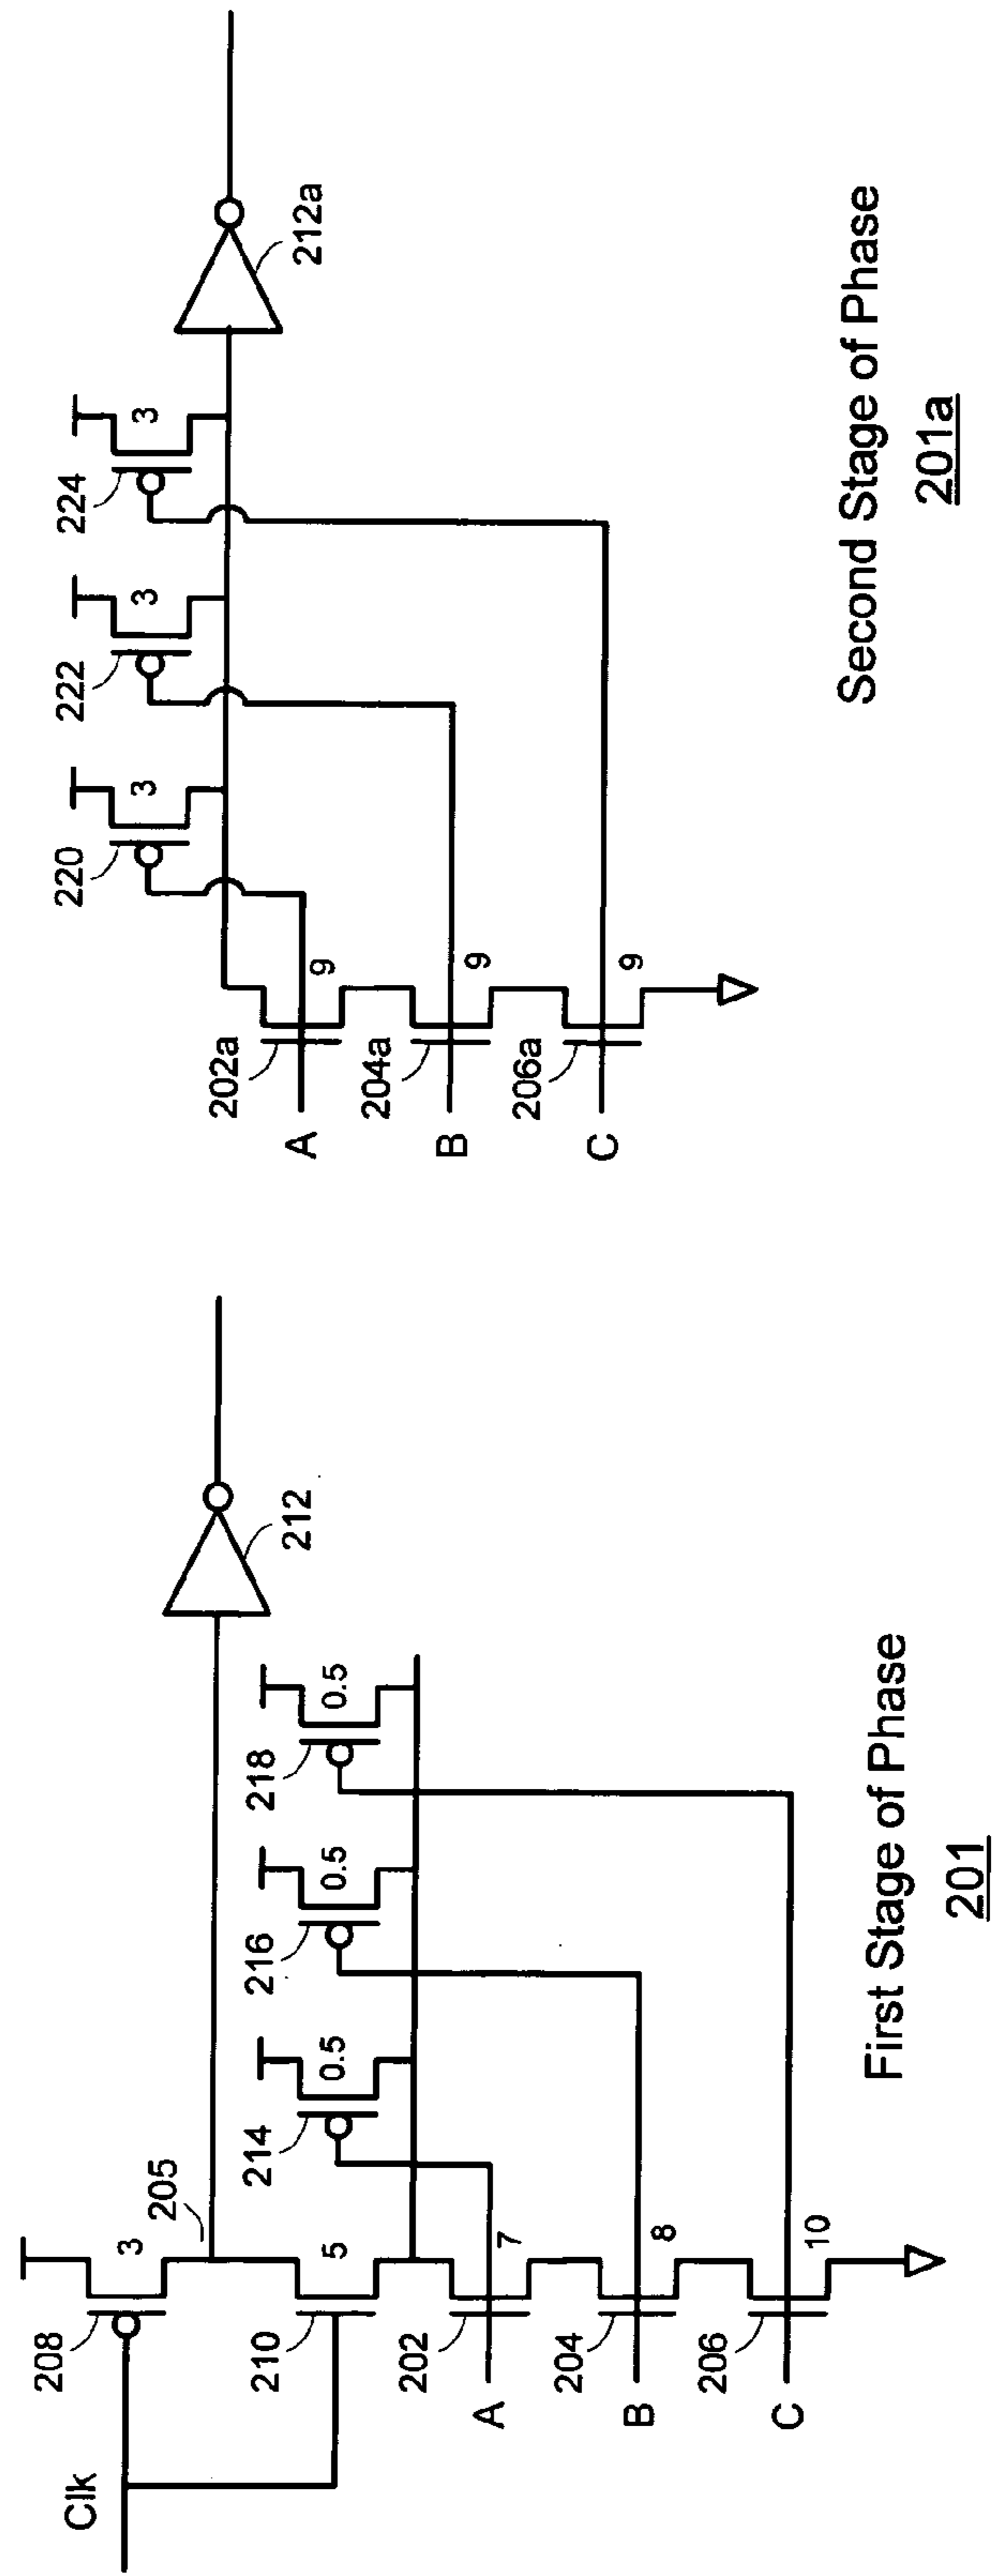 Clk
208
3
205
210
5
212
214
0.5
216
0.5
218
0.5
A
202
7
B
204
8
C
206
10
First Stage of Phase
201
220
3
222
3
224
3
212a
A
202a
9
B
204a
9
C
206a
9
Second Stage of Phase
201a